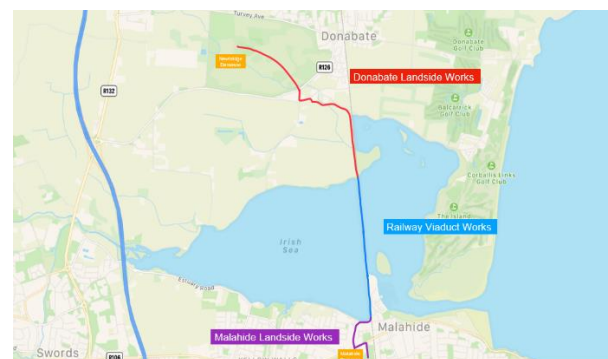 Turvey Ave
Donabate
Donabate
Golf Club
R126
R132
Donabate Landside Works
Golf Club
Corballis Links
Golf Club
The Island
Railway Viaduct Works
Irish
Sea
Estuary Road
Malahide Landside Works
Malahide
Swords
R106